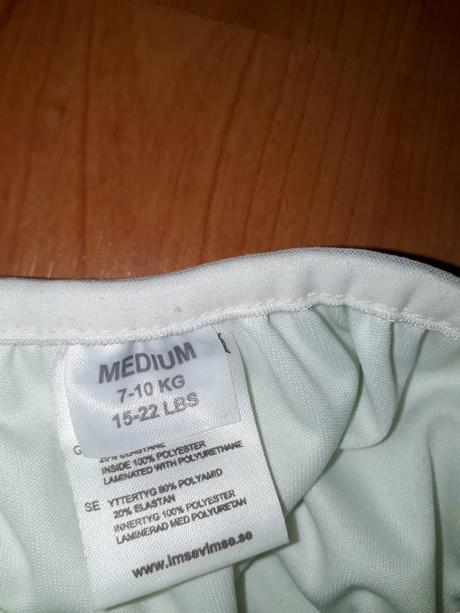 MEDIUM
7-10 KG
15-22 LBS
20% ELASTANE
INSIDE 100% POLYESTER
LAMINATED WITH POLYURETHANE
SE YTTERTYG 80% POLYAMID
20% ELASTAN
INNERTYG 100% POLYESTER
LAMINERAD MED POLYURETAN
www.imsevimse.se